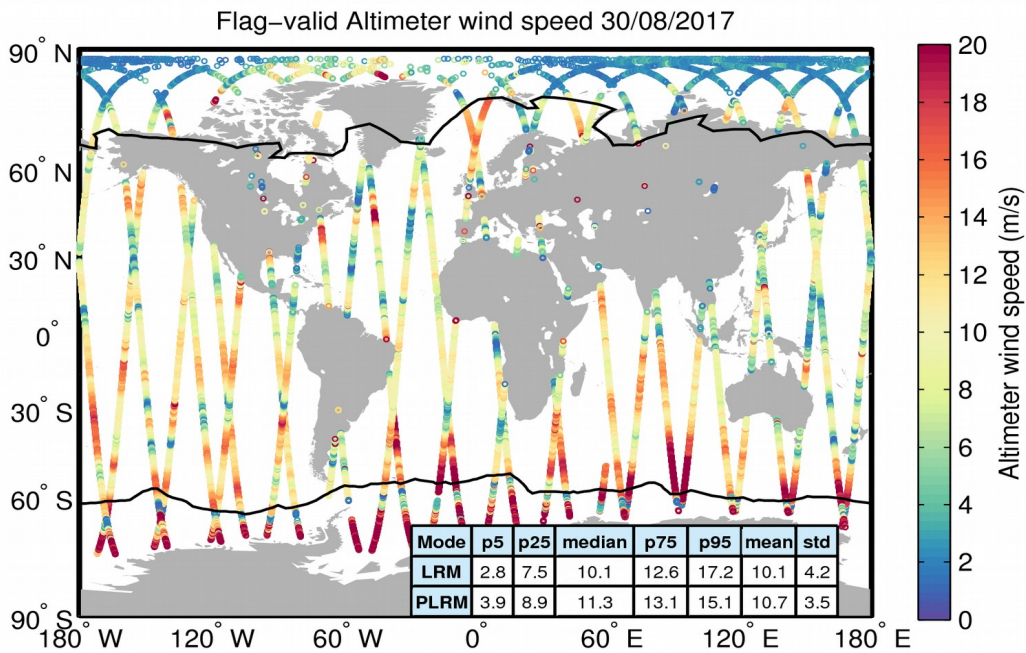 Flag−valid Altimeter wind speed 30/08/2017
90° N
60° N
30° N
0°
30° S
60° S
90° S
180° W
120° W
60° W
0°
60° E
120° E
180° E
Mode p5 p25 median p75 p95 mean std
LRM 2.8 7.5 10.1 12.6 17.2 10.1 4.2
PLRM 3.9 8.9 11.3 13.1 15.1 10.7 3.5
20
18
16
14
12
10
8
6
4
2
0
Altimeter wind speed (m/s)